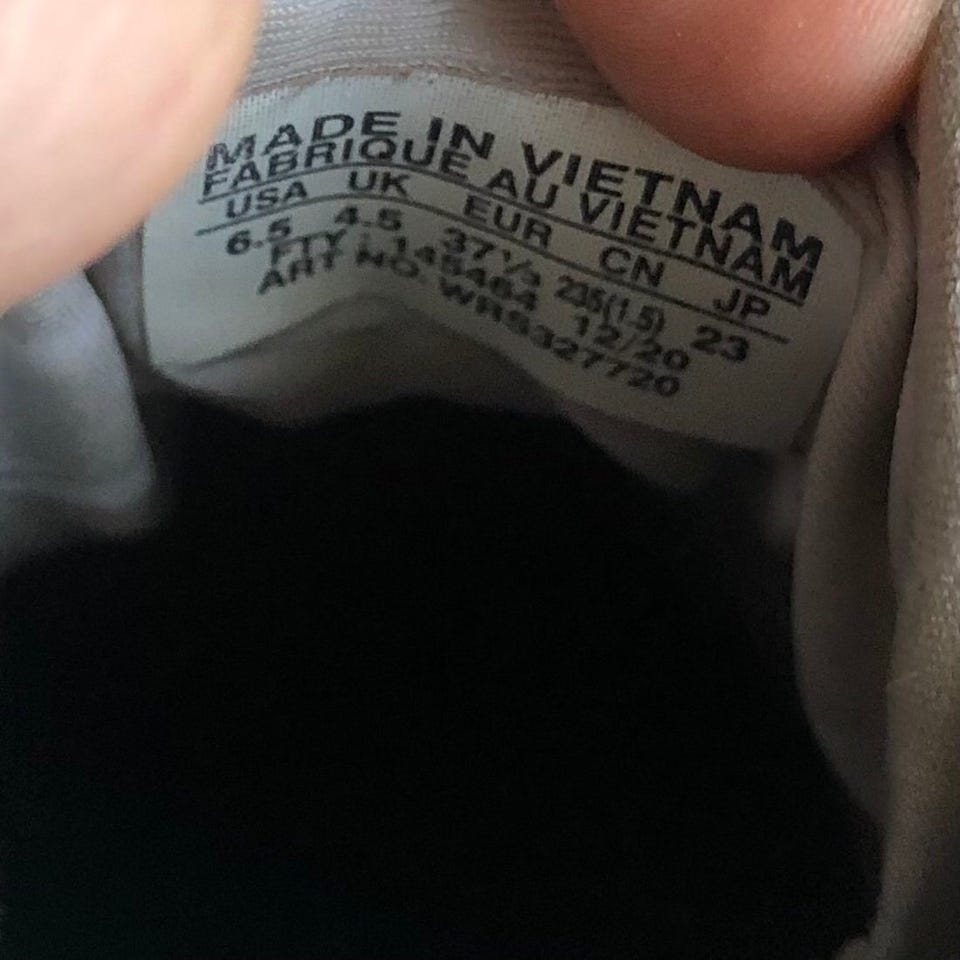 MADE IN VIETNAM
FABRIQUE AU VIETNAM
USA UK EUR CN JP
6.5 4.5 37⅓ 235(1.5) 23
FTY : 145464 12/20
ART NO. WRS327720